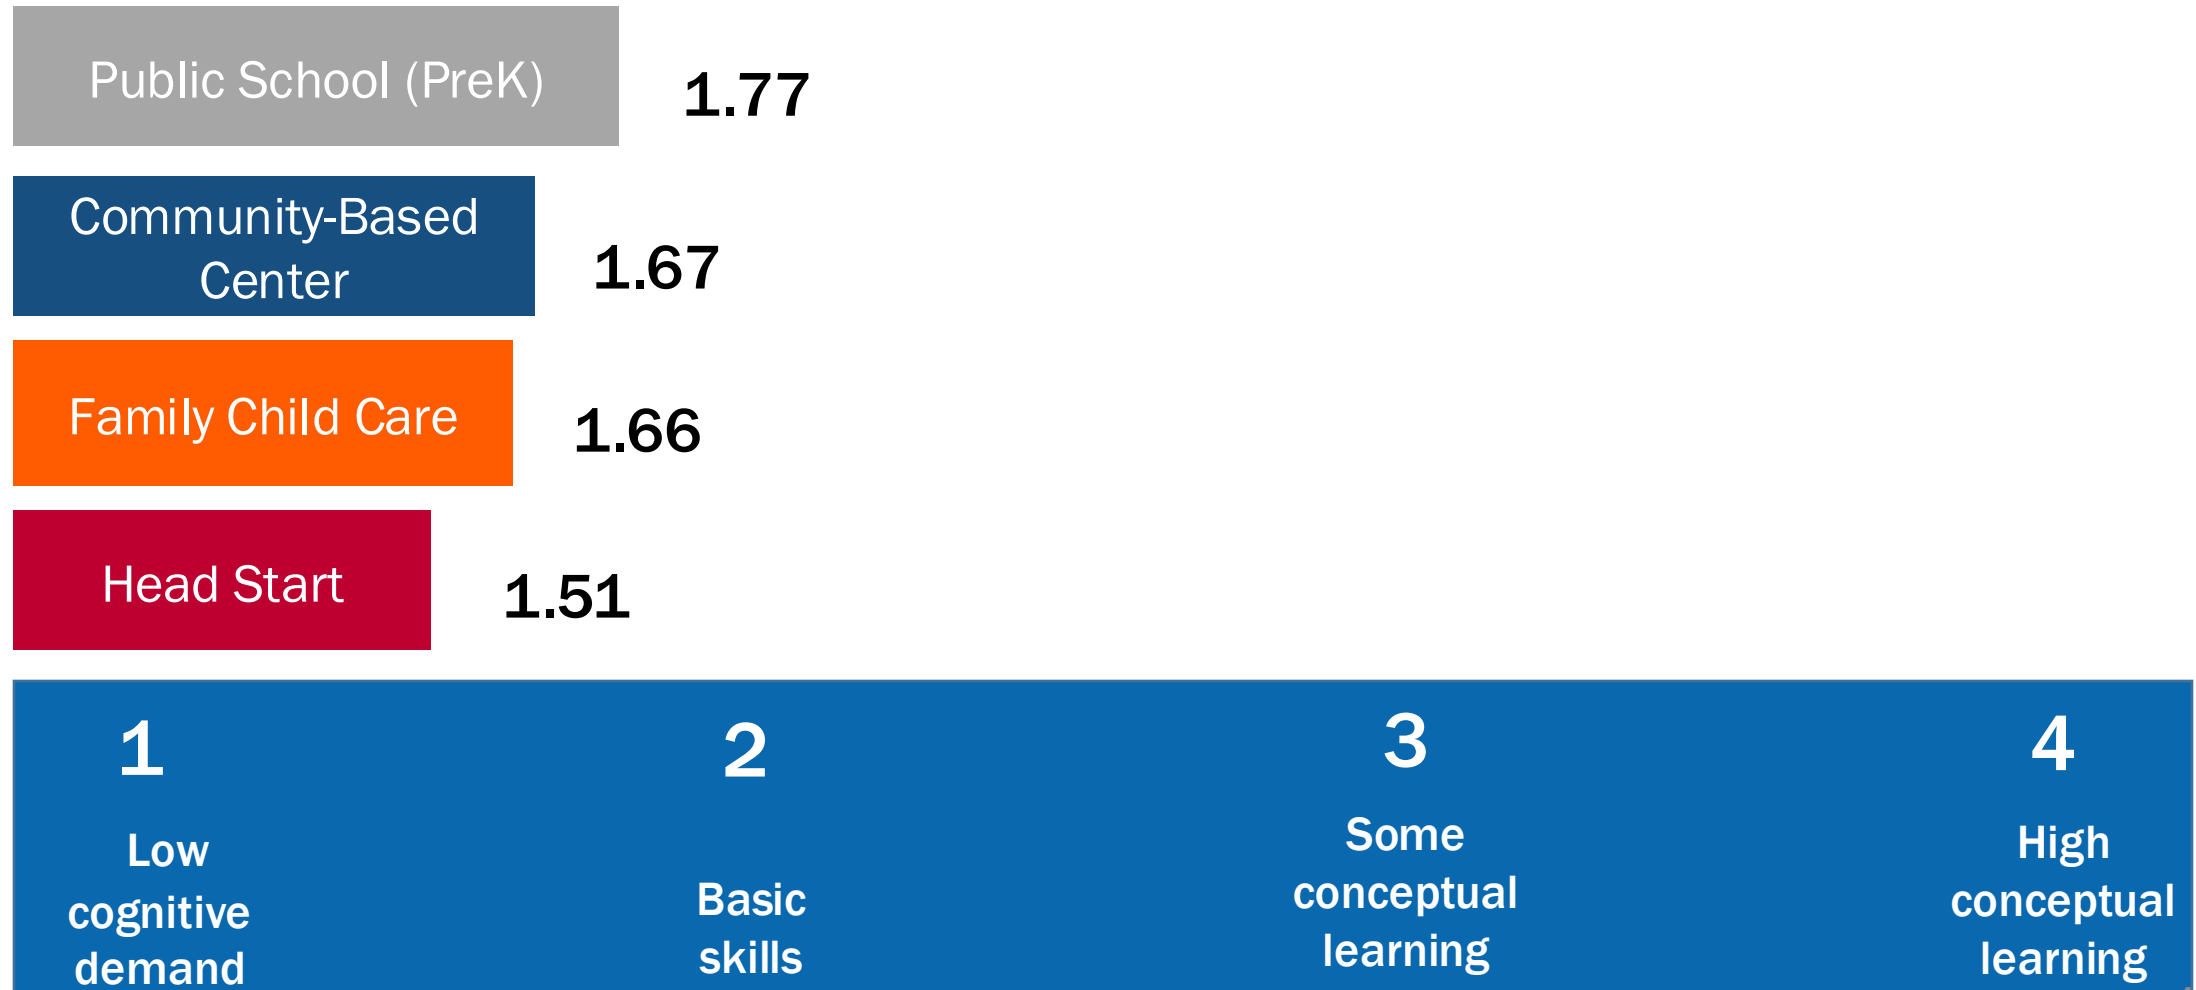 Public School (PreK)
1.77
Community-Based
Center
1.67
Family Child Care
1.66
Head Start
1.51
1
2
3
4
Low
cognitive
demand
Basic
skills
Some
conceptual
learning
High
conceptual
learning